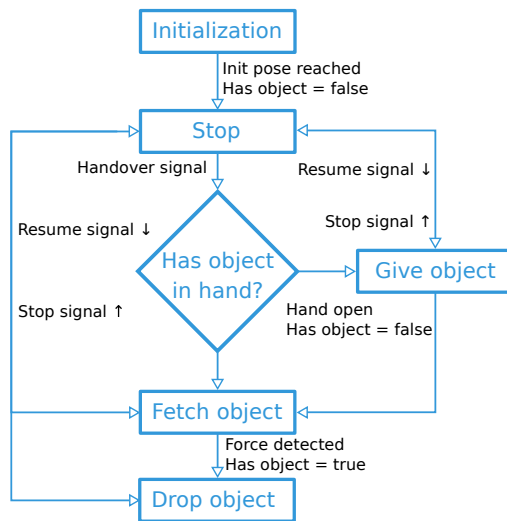 Initialization
Init pose reached
Has object = false
Stop
Handover signal
Resume signal ↓
Resume signal ↓
Stop signal ↑
Has object
in hand?
Give object
Stop signal ↑
Hand open
Has object = false
Fetch object
Force detected
Has object = true
Drop object